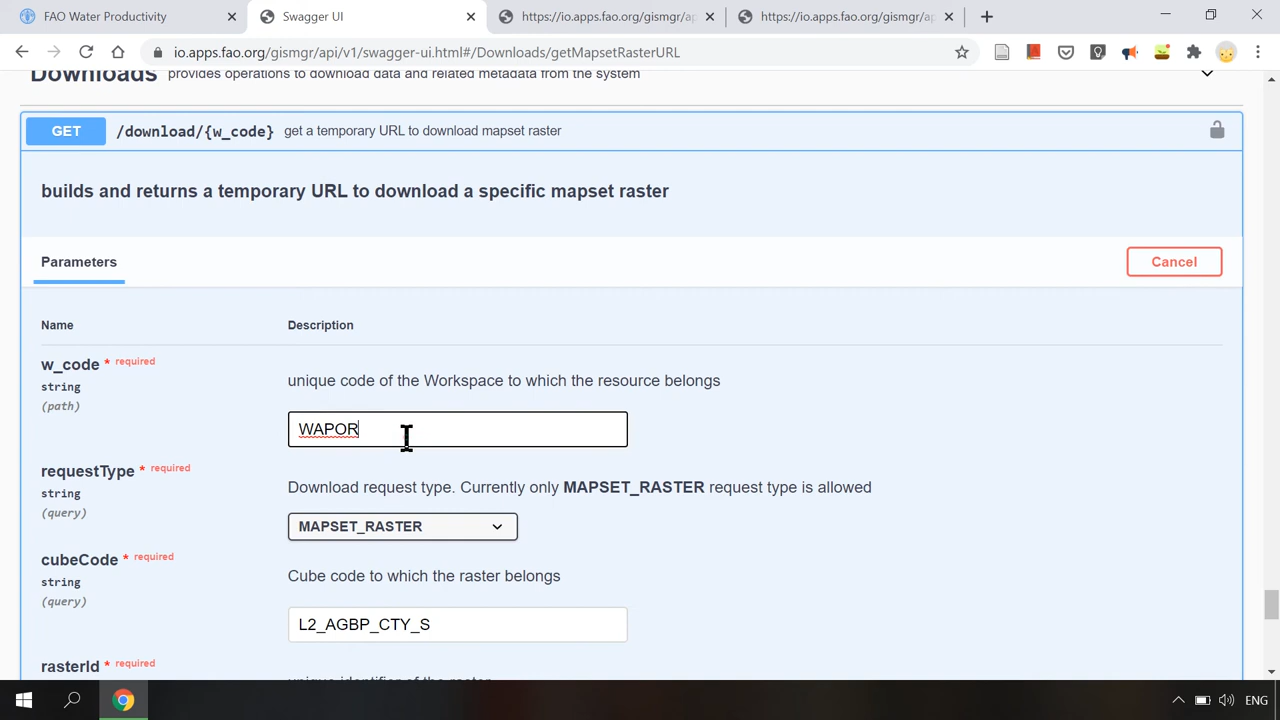 FAO Water Productivity
Swagger UI
https://io.apps.fao.org/gismgr/ap
https://io.apps.fao.org/gismgr/ap
io.apps.fao.org/gismgr/api/v1/swagger-ui.html#/Downloads/getMapsetRasterURL
Downloads provides operations to download data and related metadata from the system
GET /download/{w_code} get a temporary URL to download mapset raster
builds and returns a temporary URL to download a specific mapset raster
Parameters
Cancel
Name Description
w_code * required
string
(path)
unique code of the Workspace to which the resource belongs
WAPOR
requestType * required
string
(query)
Download request type. Currently only MAPSET_RASTER request type is allowed
MAPSET_RASTER
cubeCode * required
string
(query)
Cube code to which the raster belongs
L2_AGBP_CTY_S
rasterId * required
unique identifier of the raster
ENG